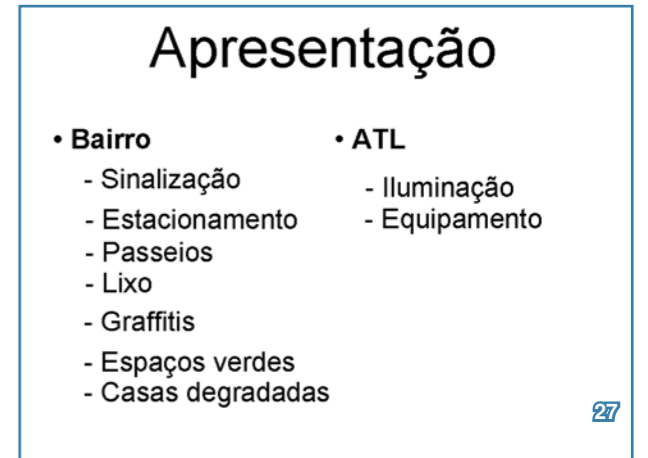 Apresentação
• Bairro
- Sinalização
- Estacionamento
- Passeios
- Lixo
- Graffitis
- Espaços verdes
- Casas degradadas
• ATL
- Iluminação
- Equipamento
27